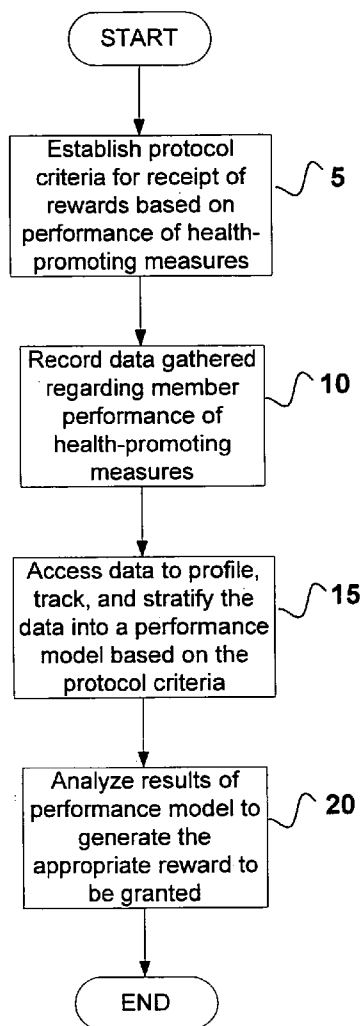 START
Establish protocol
criteria for receipt of
rewards based on
performance of health-
promoting measures
5
Record data gathered
regarding member
performance of
health-promoting
measures
10
Access data to profile,
track, and stratify the
data into a performance
model based on the
protocol criteria
15
Analyze results of
performance model to
generate the
appropriate reward to
be granted
20
END